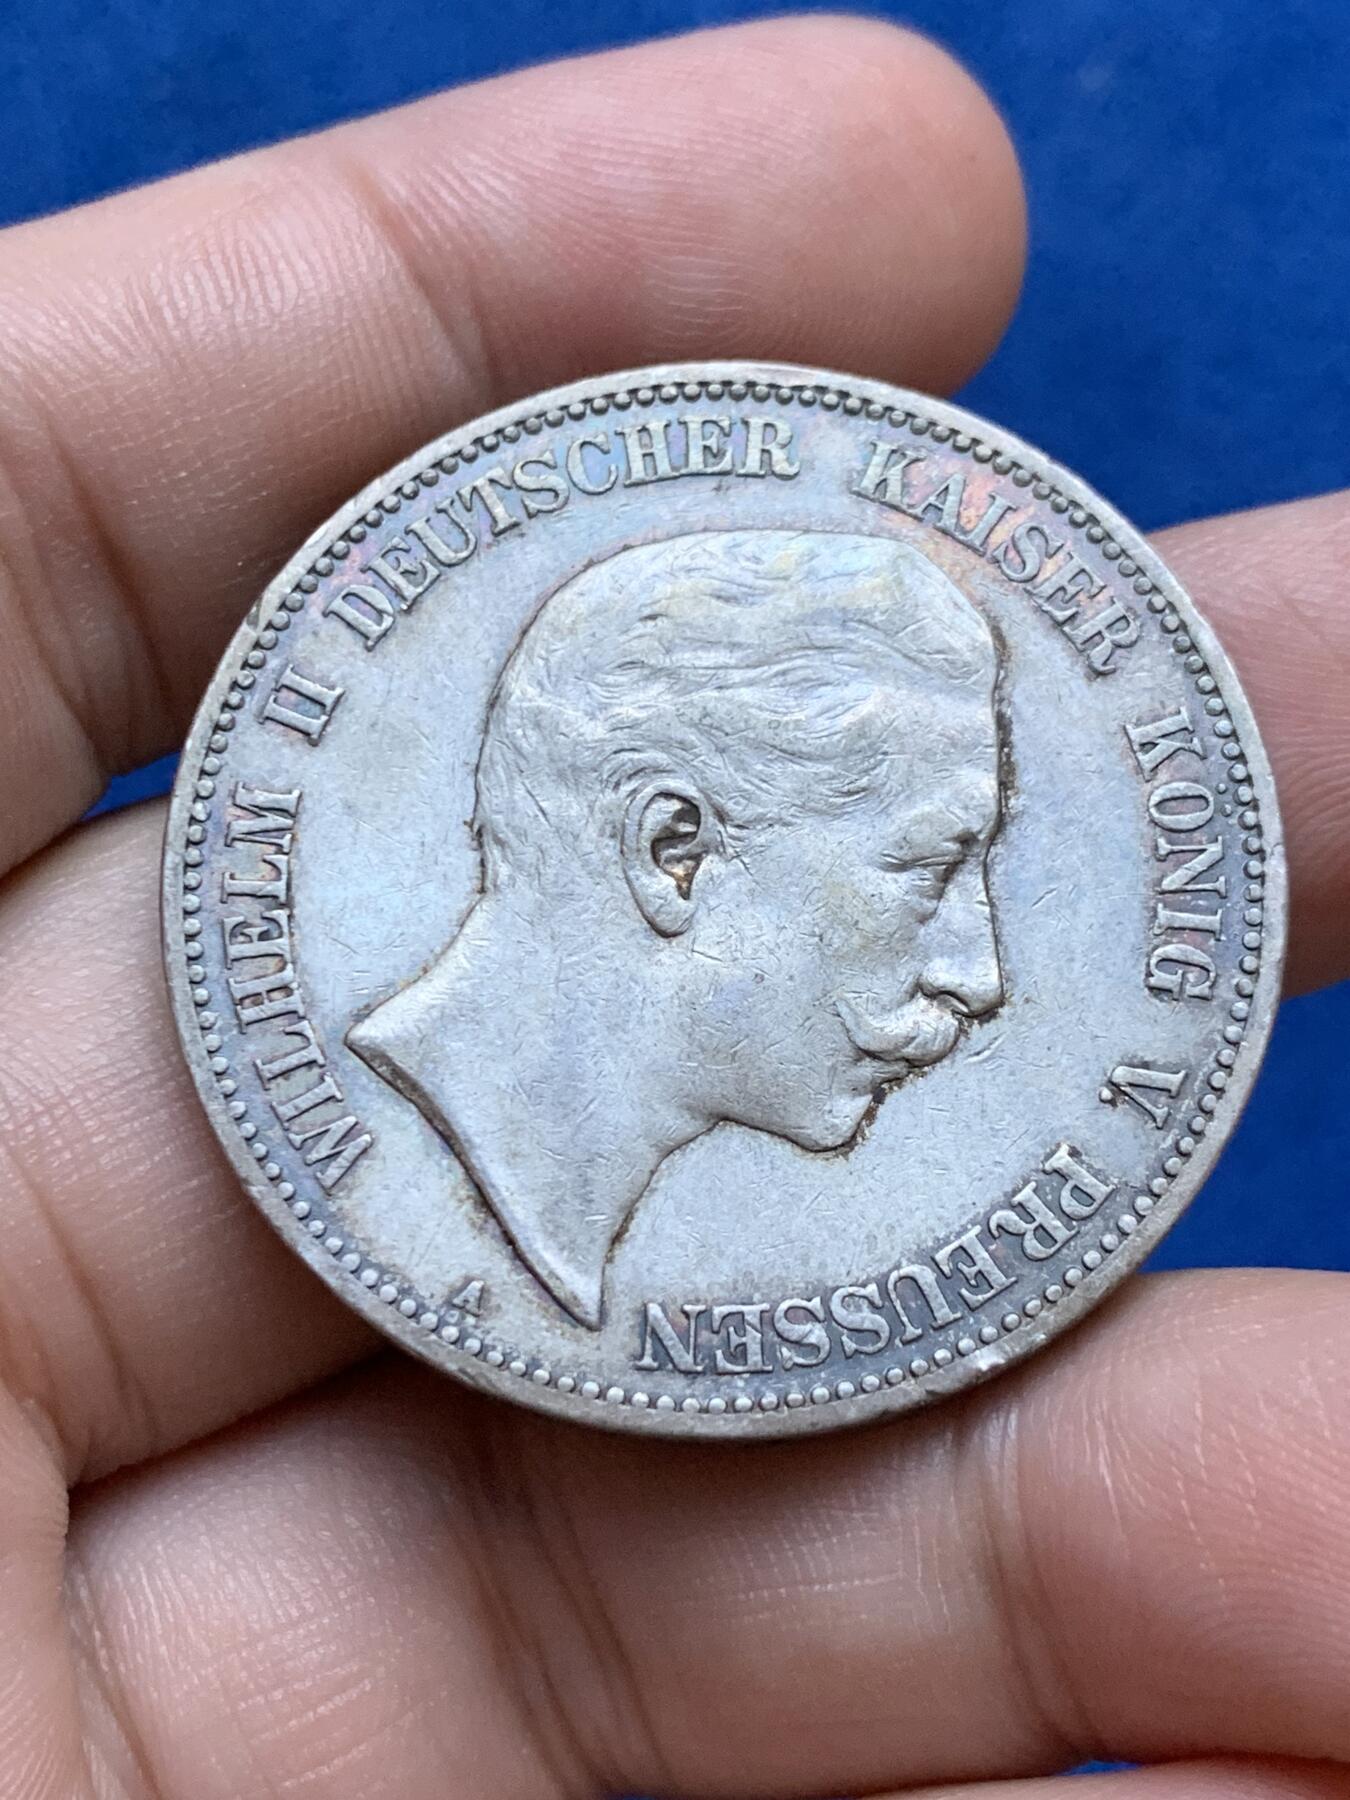 WILHELM II DEUTSCHER KAISER KÖNIG V. PREUSSEN
A